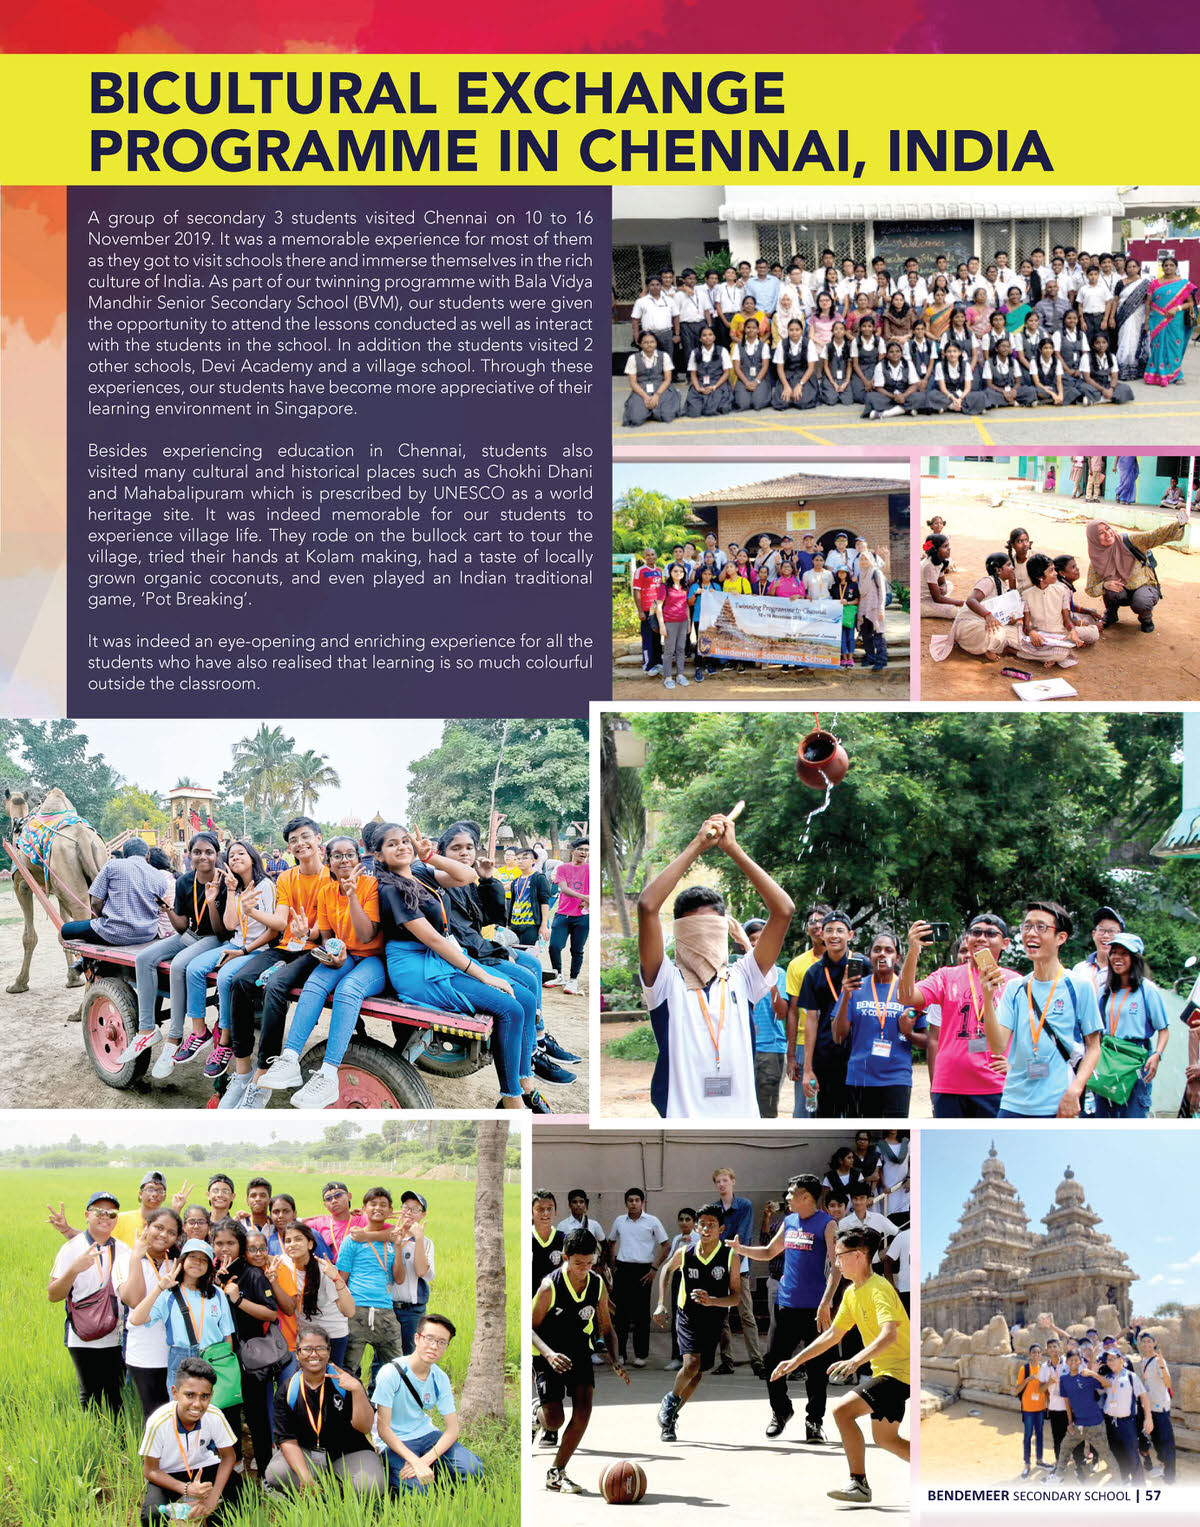 BICULTURAL EXCHANGE
PROGRAMME IN CHENNAI, INDIA
A group of secondary 3 students visited Chennai on 10 to 16
November 2019. It was a memorable experience for most of them
as they got to visit schools there and immerse themselves in the rich
culture of India. As part of our twinning programme with Bala Vidya
Mandhir Senior Secondary School (BVM), our students were given
the opportunity to attend the lessons conducted as well as interact
with the students in the school. In addition the students visited 2
other schools, Devi Academy and a village school. Through these
experiences, our students have become more appreciative of their
learning environment in Singapore.
Besides experiencing education in Chennai, students also
visited many cultural and historical places such as Chokhi Dhani
and Mahabalipuram which is prescribed by UNESCO as a world
heritage site. It was indeed memorable for our students to
experience village life. They rode on the bullock cart to tour the
village, tried their hands at Kolam making, had a taste of locally
grown organic coconuts, and even played an Indian traditional
game, ‘Pot Breaking’.
It was indeed an eye-opening and enriching experience for all the
students who have also realised that learning is so much colourful
outside the classroom.
Twinning Programme to Chennai
10 - 16 November 2019
Bendemeer Secondary School
BENDEMEER
X-COUNTRY
30
BENDEMEER SECONDARY SCHOOL | 57